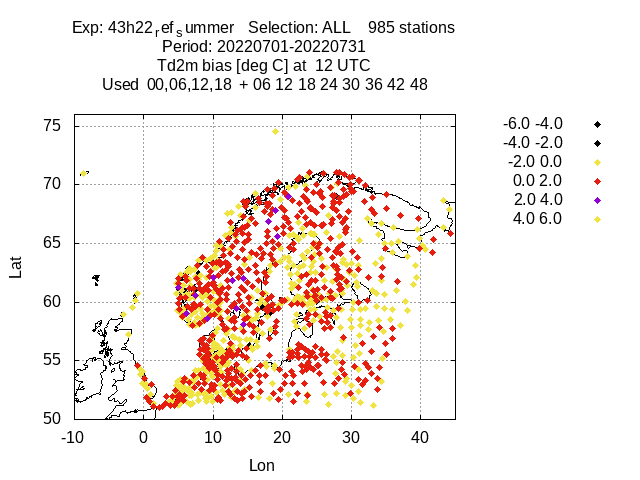 Exp: 43h22refsummer Selection: ALL 985 stations
Period: 20220701-20220731
Td2m bias [deg C] at 12 UTC
Used 00,06,12,18 + 06 12 18 24 30 36 42 48
-6.0 -4.0
-4.0 -2.0
-2.0 0.0
0.0 2.0
2.0 4.0
4.0 6.0
75
70
65
60
55
50
Lat
-10 0 10 20 30 40
Lon